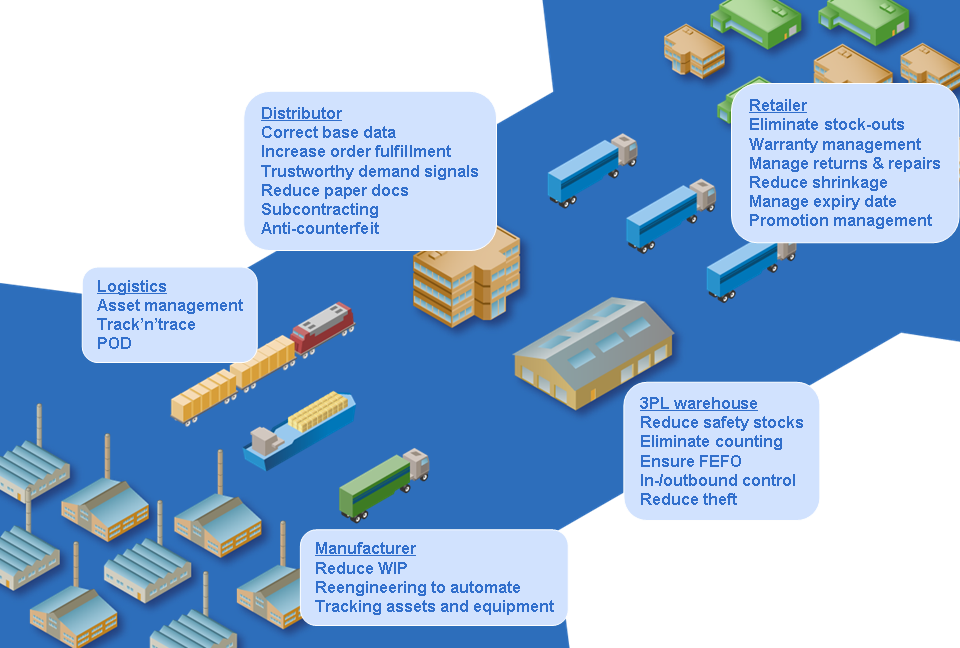 Distributor
Correct base data
Increase order fulfillment
Trustworthy demand signals
Reduce paper docs
Subcontracting
Anti-counterfeit
Retailer
Eliminate stock-outs
Warranty management
Manage returns & repairs
Reduce shrinkage
Manage expiry date
Promotion management
Logistics
Asset management
Track’n’trace
POD
3PL warehouse
Reduce safety stocks
Eliminate counting
Ensure FEFO
In-/outbound control
Reduce theft
Manufacturer
Reduce WIP
Reengineering to automate
Tracking assets and equipment